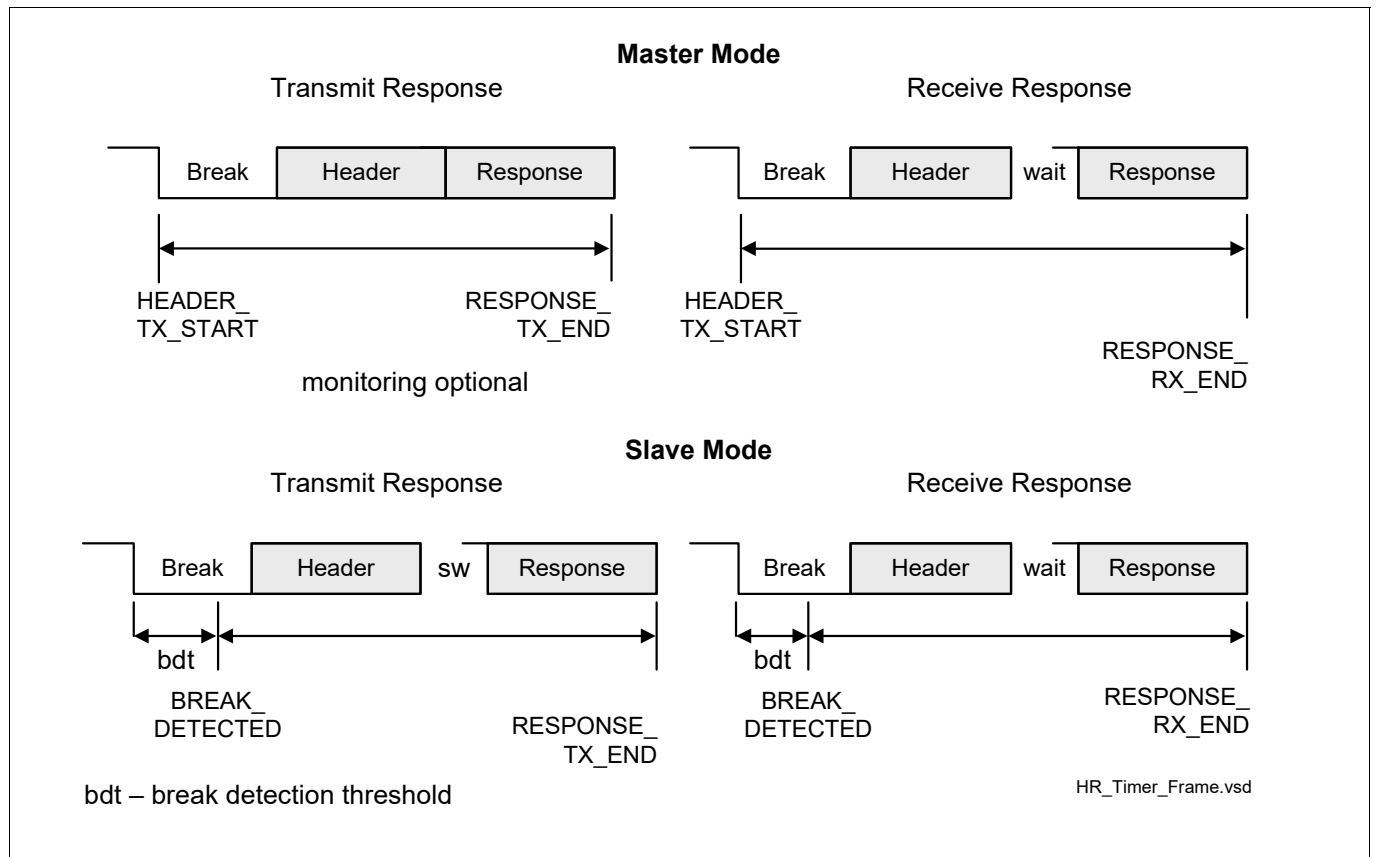 Master Mode
Transmit Response
Receive Response
Break
Header
Response
Break
Header
wait
Response
HEADER_
TX_START
RESPONSE_
TX_END
HEADER_
TX_START
RESPONSE_
RX_END
monitoring optional
Slave Mode
Transmit Response
Receive Response
Break
Header
sw
Response
Break
Header
wait
Response
bdt
bdt
BREAK_
DETECTED
RESPONSE_
TX_END
BREAK_
DETECTED
RESPONSE_
RX_END
bdt – break detection threshold
HR_Timer_Frame.vsd